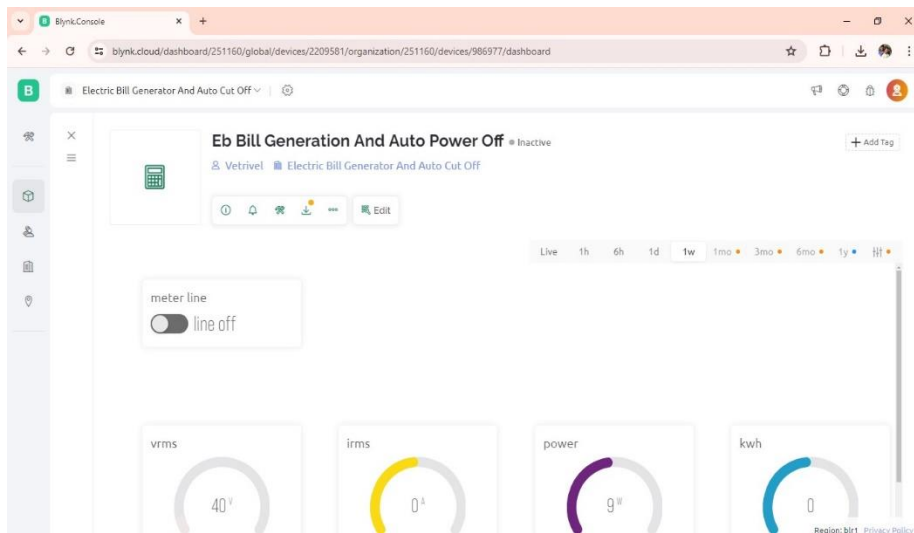 Blynk.Console
blynk.cloud/dashboard/251160/global/devices/2209581/organization/251160/devices/986977/dashboard
B
Electric Bill Generator And Auto Cut Off
Eb Bill Generation And Auto Power Off Inactive
Add Tag
Vetrivel Electric Bill Generator And Auto Cut Off
Edit
Live 1h 6h 1d 1w 1mo 3mo 6mo 1y
meter line
line off
vrms irms power kwh
40 V 0 A 9 W 0
Region: blr1 Privacy Policy